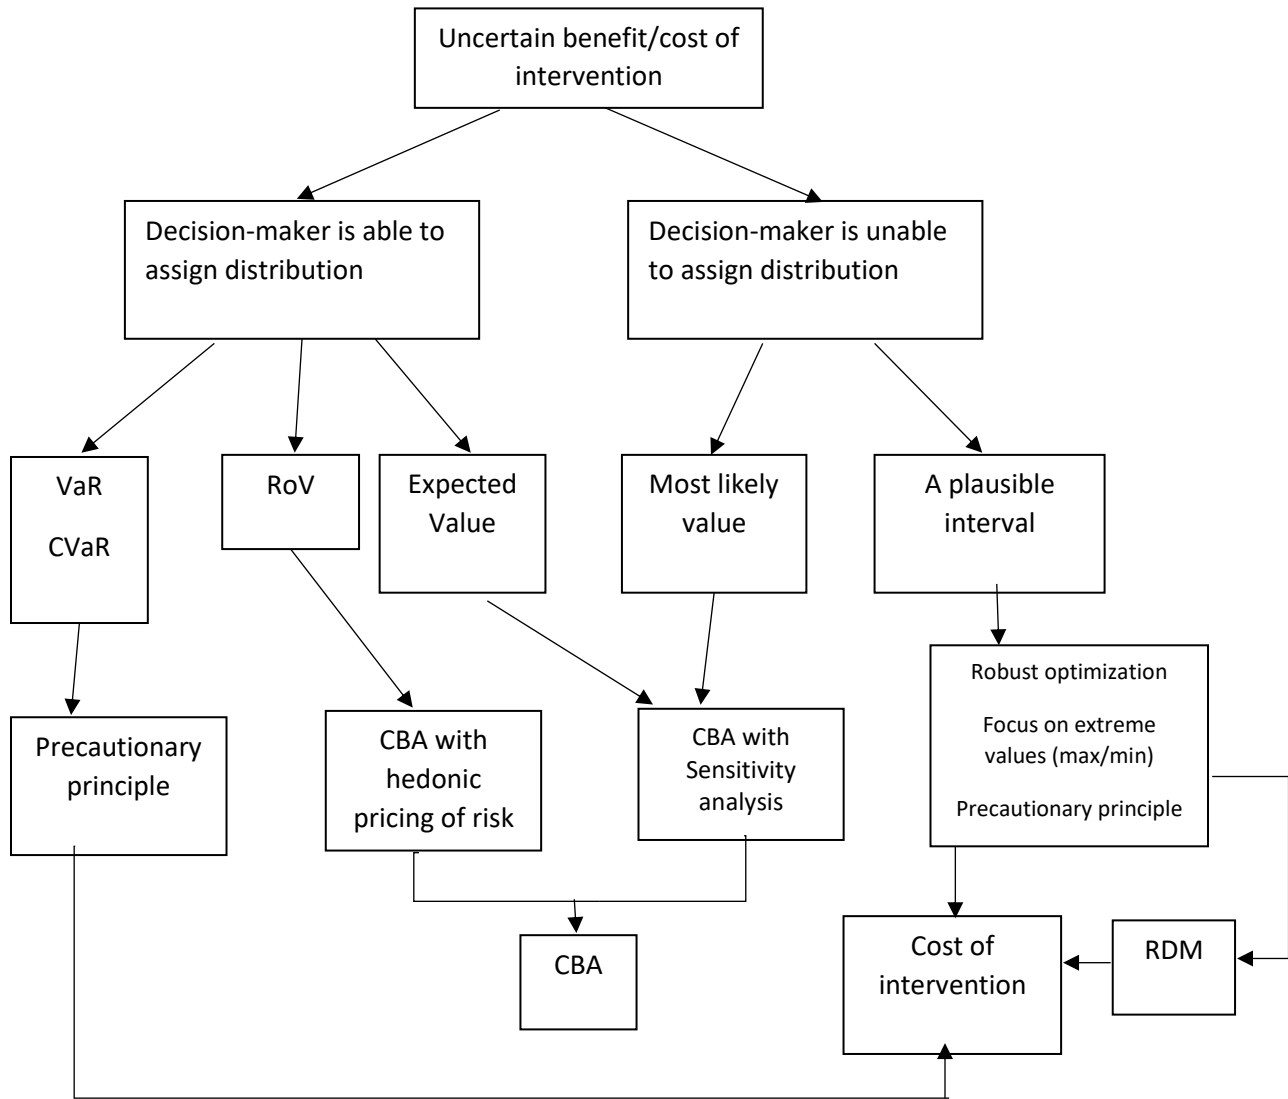 Uncertain benefit/cost of
intervention
Decision-maker is able to
assign distribution
Decision-maker is unable
to assign distribution
VaR
CVaR
RoV
Expected
Value
Most likely
value
A plausible
interval
Precautionary
principle
CBA with
hedonic
pricing of risk
CBA with
Sensitivity
analysis
Robust optimization
Focus on extreme
values (max/min)
Precautionary principle
CBA
Cost of
intervention
RDM